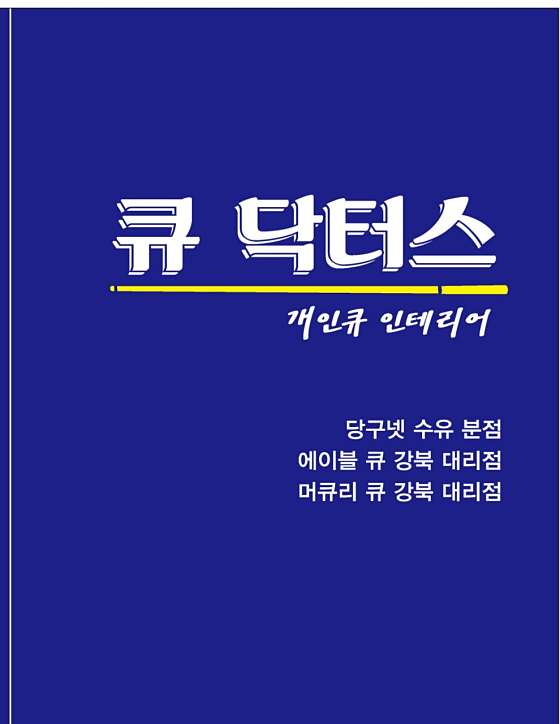 큐 닥터스
개인큐 인테리어
당구넷 수유 분점
에이블 큐 강북 대리점
머큐리 큐 강북 대리점